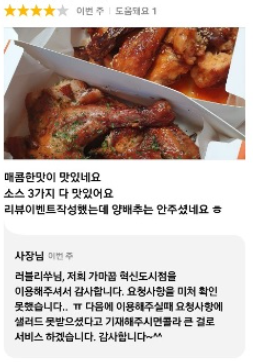 이번 주 | 도움돼요 1
매콤한맛이 맛있네요
소스 3가지 다 맛있어요
리뷰이벤트작성했는데 양배추는 안주셨네요 ㅎ
사장님 이번 주
러블리쑤님, 저희 가마꼽 혁신도시점을
이용해주셔서 감사합니다. 요청사항을 미처 확인
못했습니다.. ㅠ 다음에 이용해주실때 요청사항에
샐러드 못받으셨다고 기재해주시면콜라 큰 걸로
서비스 하겠습니다. 감사합니다~^^